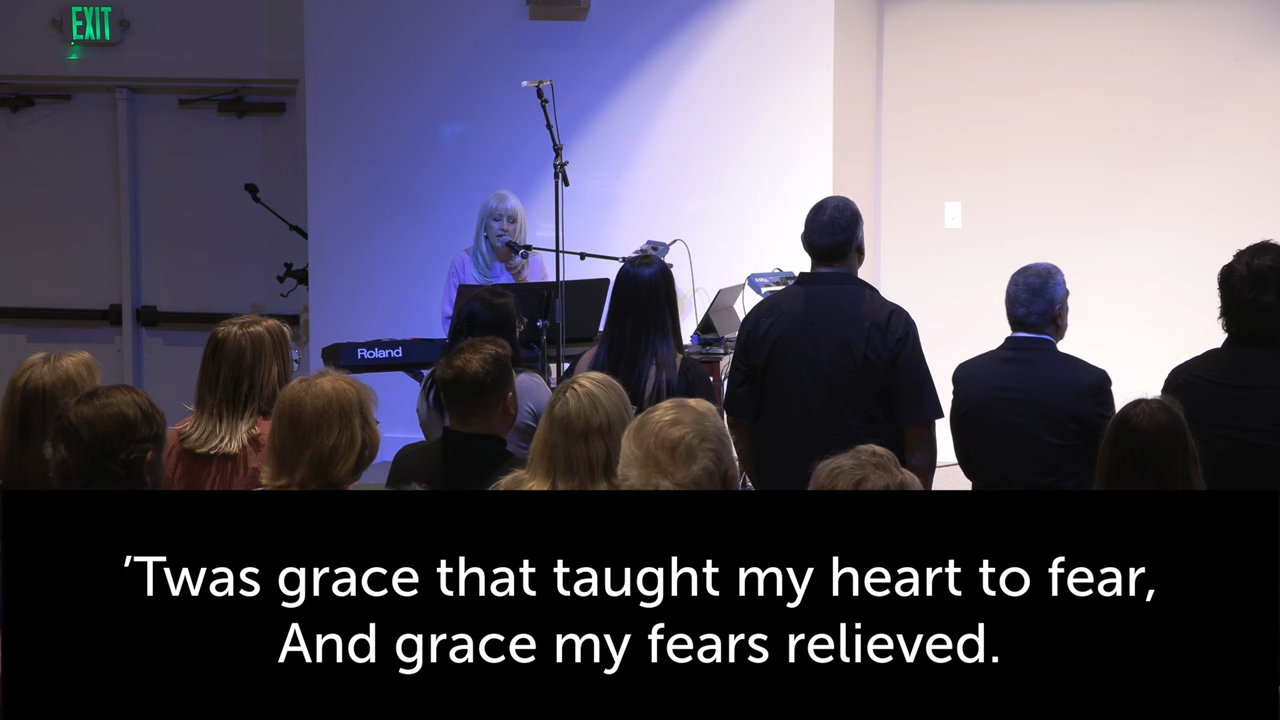 EXIT
Roland
’Twas grace that taught my heart to fear,
And grace my fears relieved.